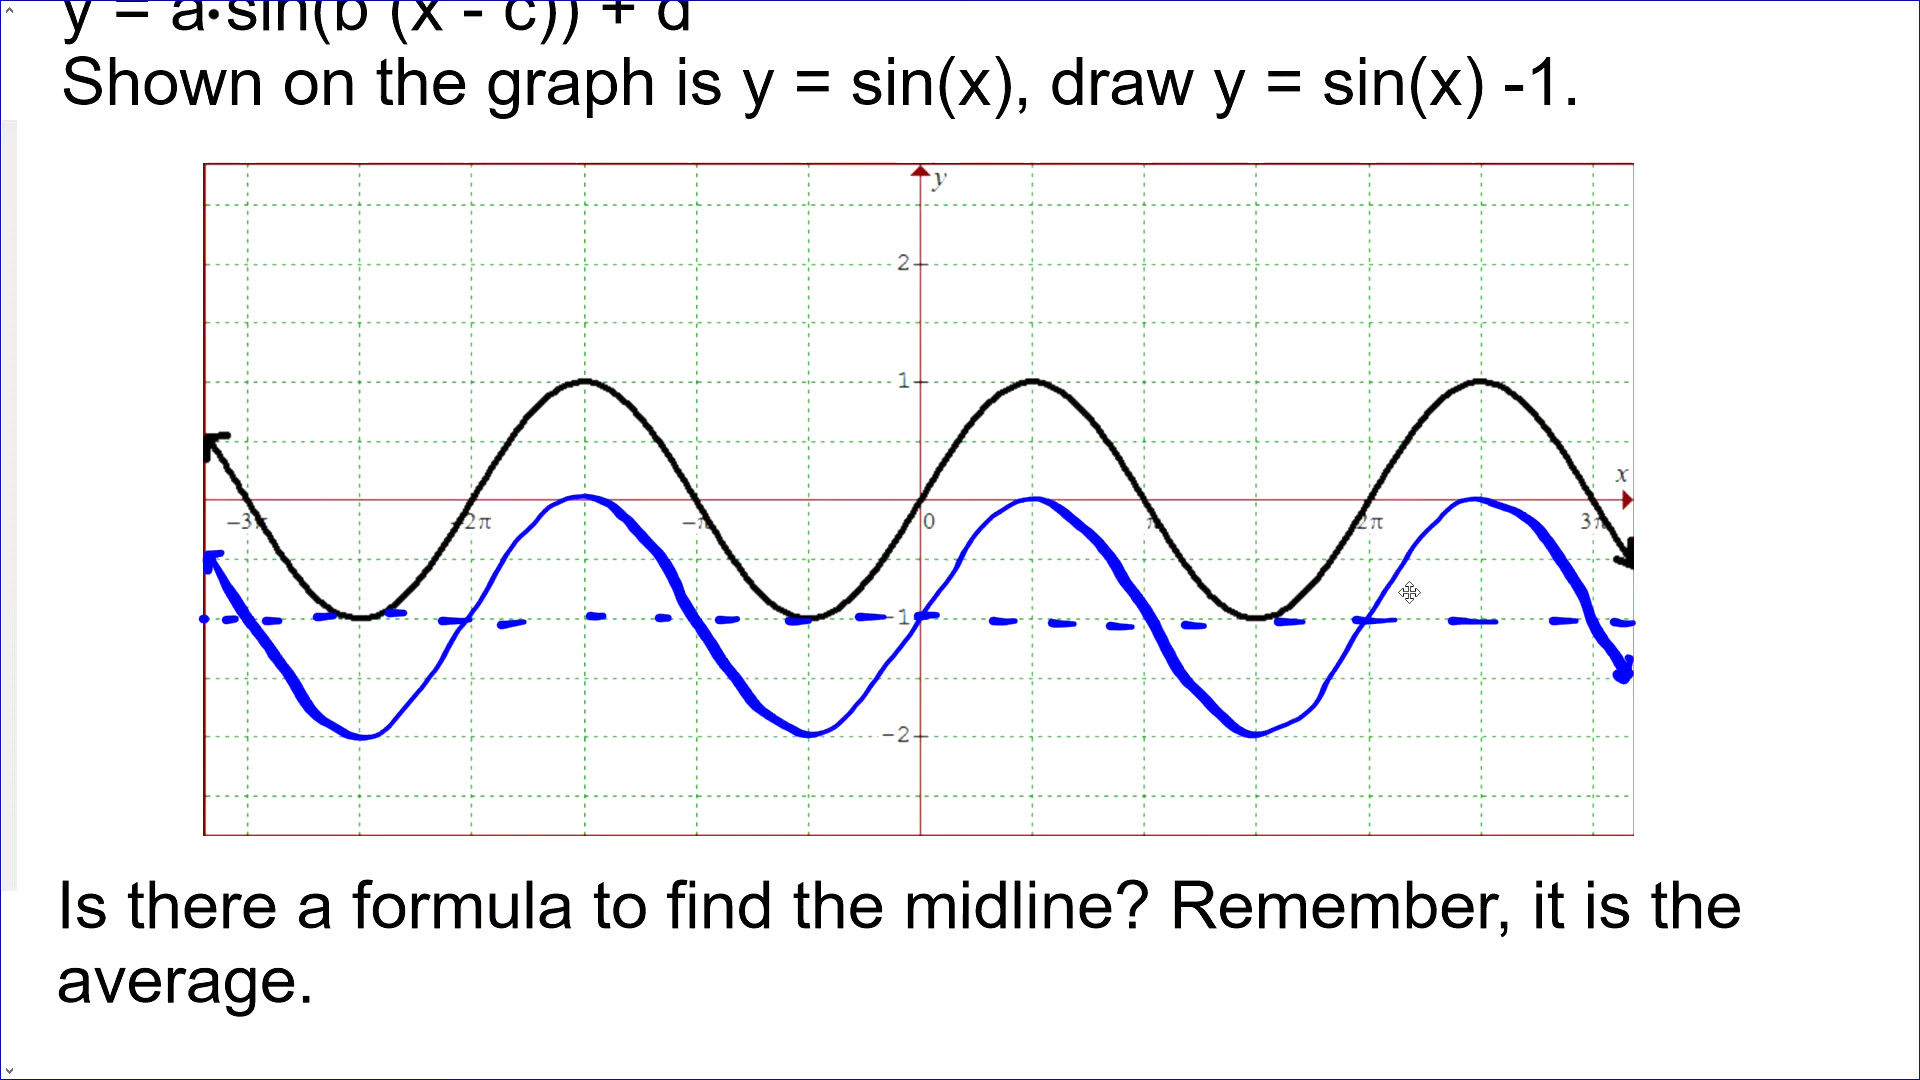 y = a·sin(b (x - c)) + d
Shown on the graph is y = sin(x), draw y = sin(x) -1.
y
2
1
x
−3π −2π −π 0 π 2π 3π
−1
−2
Is there a formula to find the midline? Remember, it is the
average.